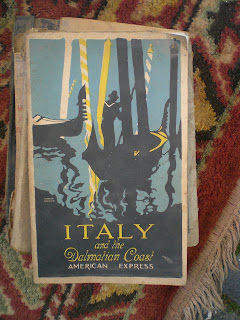 ITALY
and the
Dalmatian Coast
AMERICAN EXPRESS